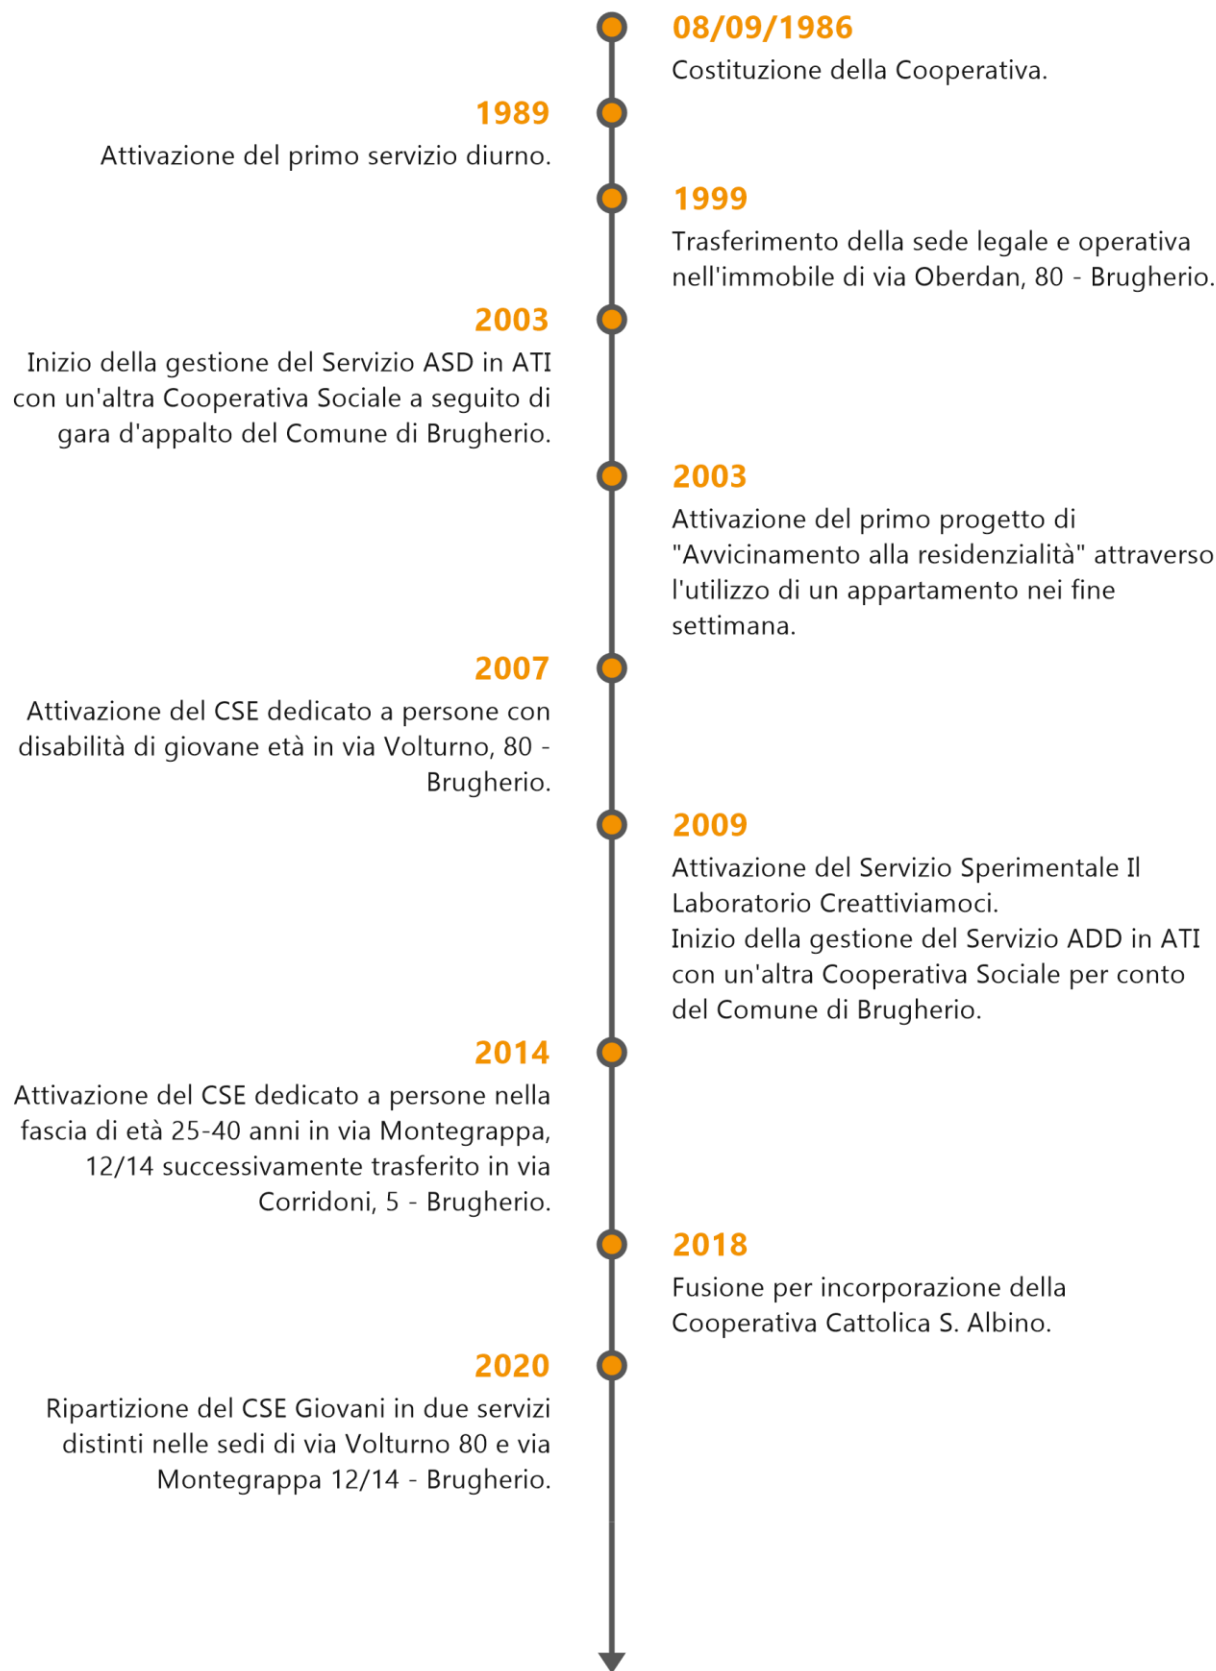 08/09/1986
Costituzione della Cooperativa.
1989
Attivazione del primo servizio diurno.
1999
Trasferimento della sede legale e operativa
nell'immobile di via Oberdan, 80 - Brugherio.
2003
Inizio della gestione del Servizio ASD in ATI
con un'altra Cooperativa Sociale a seguito di
gara d'appalto del Comune di Brugherio.
2003
Attivazione del primo progetto di
"Avvicinamento alla residenzialità" attraverso
l'utilizzo di un appartamento nei fine
settimana.
2007
Attivazione del CSE dedicato a persone con
disabilità di giovane età in via Volturno, 80 -
Brugherio.
2009
Attivazione del Servizio Sperimentale Il
Laboratorio Creattiviamoci.
Inizio della gestione del Servizio ADD in ATI
con un'altra Cooperativa Sociale per conto
del Comune di Brugherio.
2014
Attivazione del CSE dedicato a persone nella
fascia di età 25-40 anni in via Montegrappa,
12/14 successivamente trasferito in via
Corridoni, 5 - Brugherio.
2018
Fusione per incorporazione della
Cooperativa Cattolica S. Albino.
2020
Ripartizione del CSE Giovani in due servizi
distinti nelle sedi di via Volturno 80 e via
Montegrappa 12/14 - Brugherio.